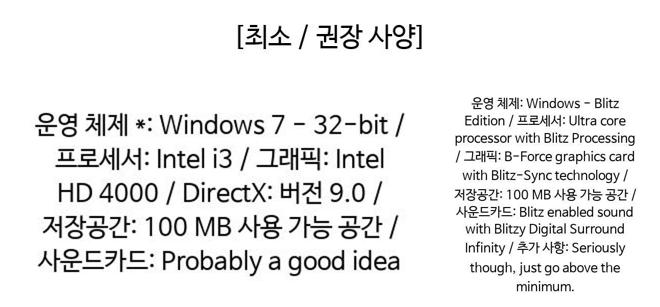 [최소 / 권장 사양]
운영 체제 *: Windows 7 - 32-bit /
프로세서: Intel i3 / 그래픽: Intel
HD 4000 / DirectX: 버전 9.0 /
저장공간: 100 MB 사용 가능 공간 /
사운드카드: Probably a good idea
운영 체제: Windows - Blitz
Edition / 프로세서: Ultra core
processor with Blitz Processing
/ 그래픽: B-Force graphics card
with Blitz-Sync technology /
저장공간: 100 MB 사용 가능 공간 /
사운드카드: Blitz enabled sound
with Blitzy Digital Surround
Infinity / 추가 사항: Seriously
though, just go above the
minimum.